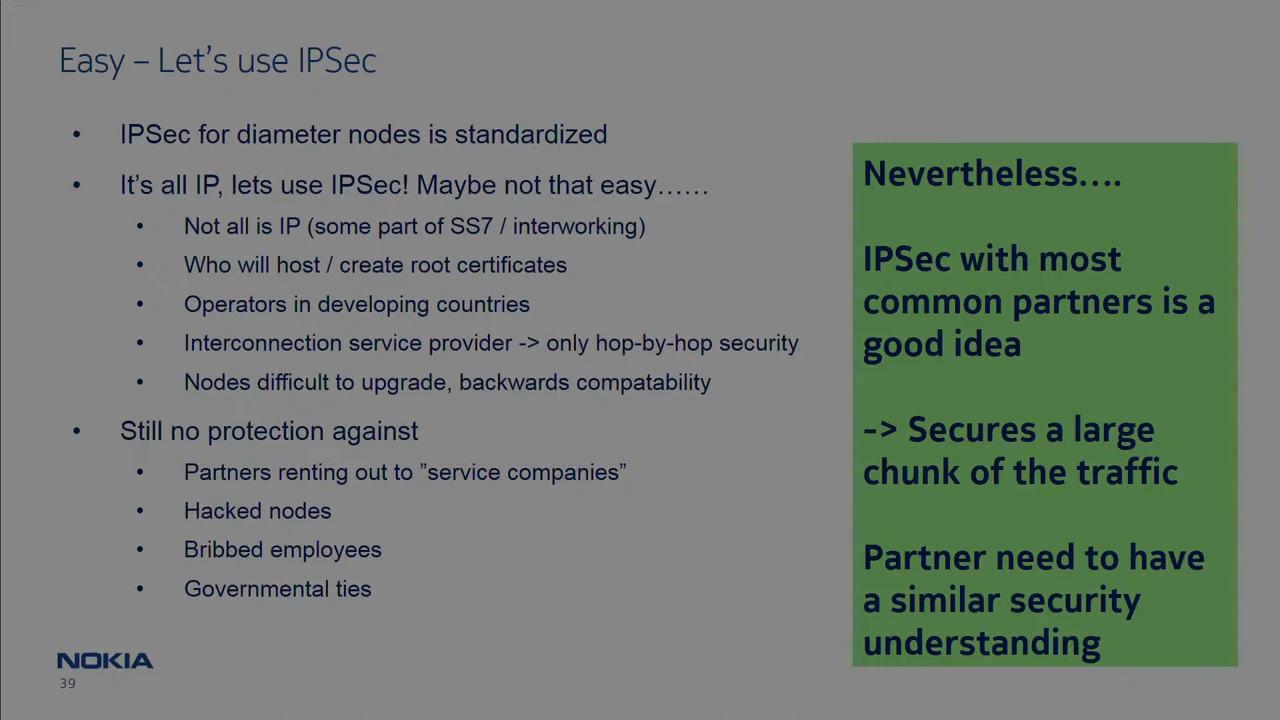 Easy – Let’s use IPSec
• IPSec for diameter nodes is standardized
• It’s all IP, lets use IPSec! Maybe not that easy……
• Not all is IP (some part of SS7 / interworking)
• Who will host / create root certificates
• Operators in developing countries
• Interconnection service provider -> only hop-by-hop security
• Nodes difficult to upgrade, backwards compatability
• Still no protection against
• Partners renting out to ”service companies”
• Hacked nodes
• Bribbed employees
• Governmental ties
Nevertheless….
IPSec with most
common partners is a
good idea
-> Secures a large
chunk of the traffic
Partner need to have
a similar security
understanding
NOKIA
39